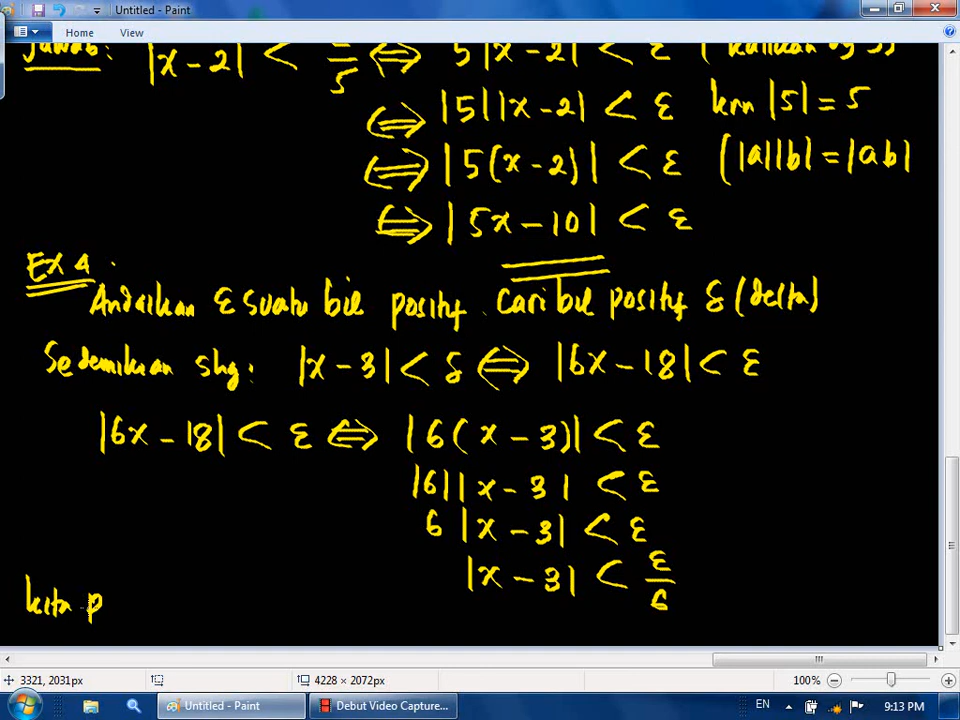 Untitled - Paint
Home View
Jawab: |x-2| < ε/5 ⇔ 5|x-2| < ε
⇔ |5||x-2| < ε krn |5| = 5
⇔ |5(x-2)| < ε (|a||b| = |ab|
⇔ |5x-10| < ε
EX 4.
Andaikan ε suatu bil positif. Cari bil positif δ (delta)
Sedemikian shg: |x-3| < δ ⇔ |6x-18| < ε
|6x-18| < ε ⇔ |6(x-3)| < ε
|6||x-3| < ε
6|x-3| < ε
|x-3| < ε/6
kita p
3321, 2031px 4228 × 2072px 100%
Untitled - Paint Debut Video Capture... EN 9:13 PM